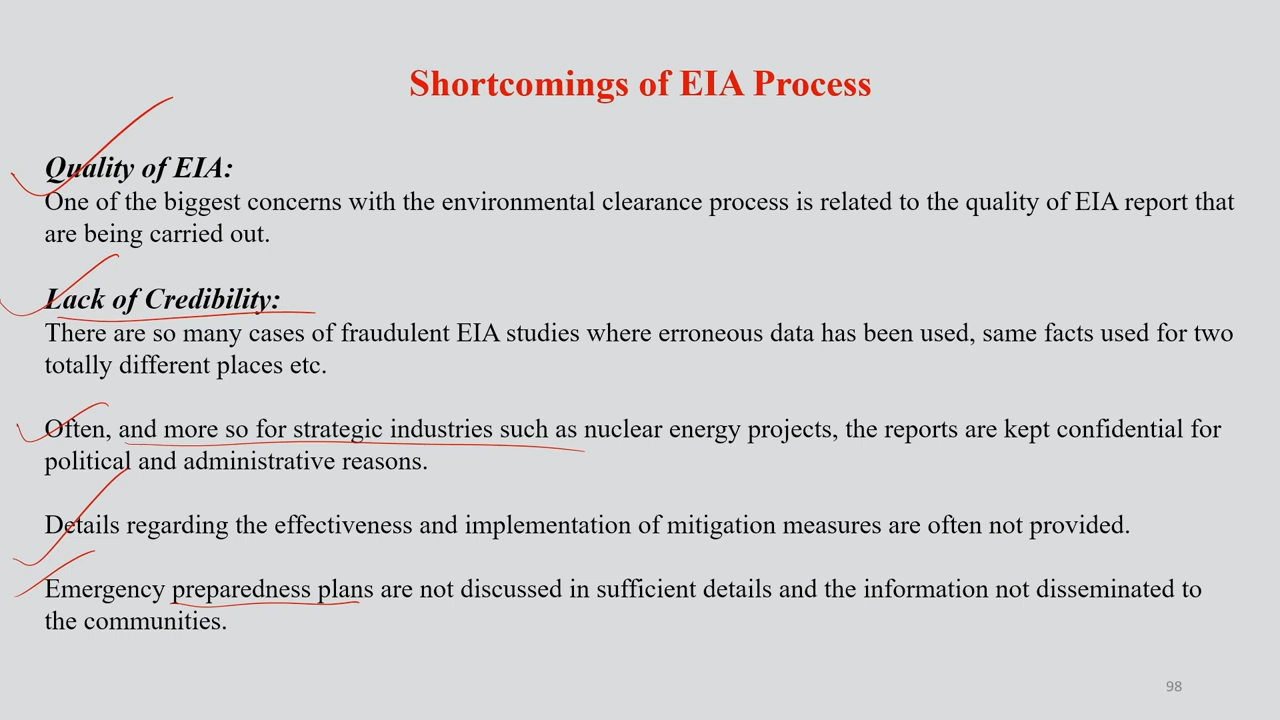 Shortcomings of EIA Process
Quality of EIA:
One of the biggest concerns with the environmental clearance process is related to the quality of EIA report that
are being carried out.
Lack of Credibility:
There are so many cases of fraudulent EIA studies where erroneous data has been used, same facts used for two
totally different places etc.
Often, and more so for strategic industries such as nuclear energy projects, the reports are kept confidential for
political and administrative reasons.
Details regarding the effectiveness and implementation of mitigation measures are often not provided.
Emergency preparedness plans are not discussed in sufficient details and the information not disseminated to
the communities.
98